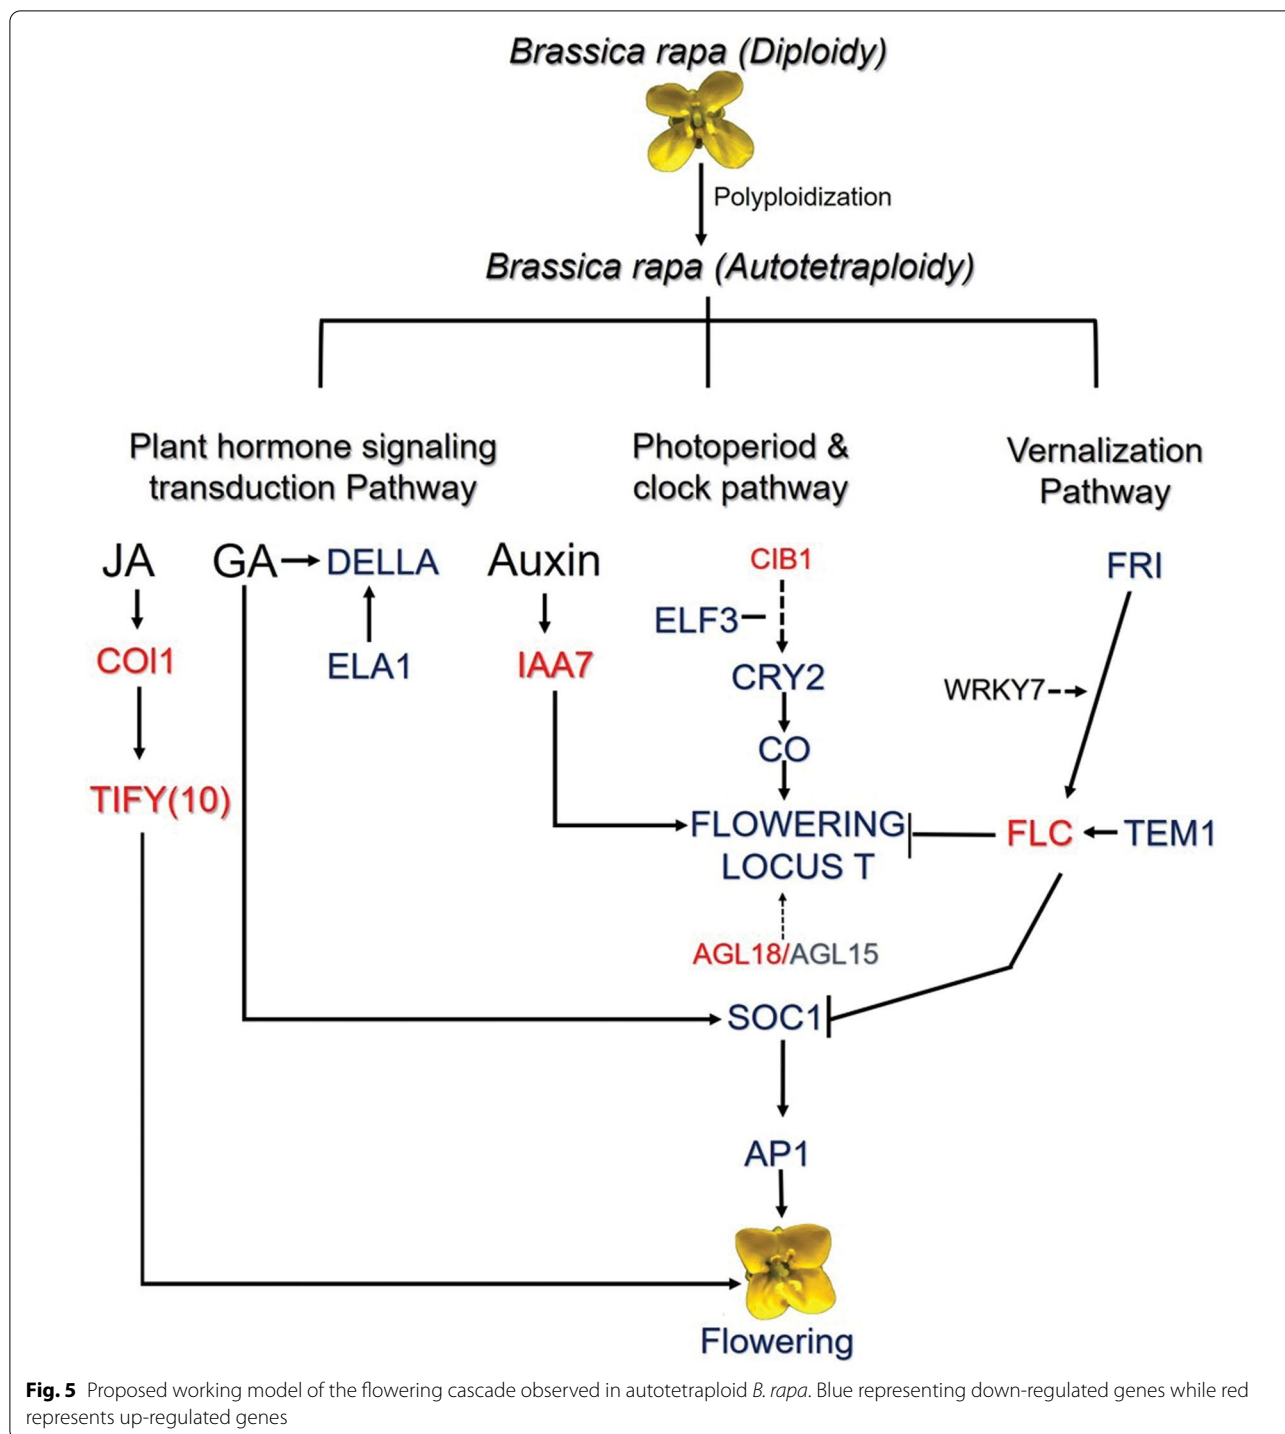 Brassica rapa (Diploidy)
Polyploidization
Brassica rapa (Autotetraploidy)
Plant hormone signaling
transduction Pathway
Photoperiod &
clock pathway
Vernalization
Pathway
JA
GA
DELLA
Auxin
CIB1
FRI
ELF3
COI1
ELA1
IAA7
CRY2
WRKY7
CO
TIFY(10)
FLOWERING
LOCUS T
FLC
TEM1
AGL18/AGL15
SOC1
AP1
Flowering
Fig. 5 Proposed working model of the flowering cascade observed in autotetraploid B. rapa. Blue representing down-regulated genes while red
represents up-regulated genes